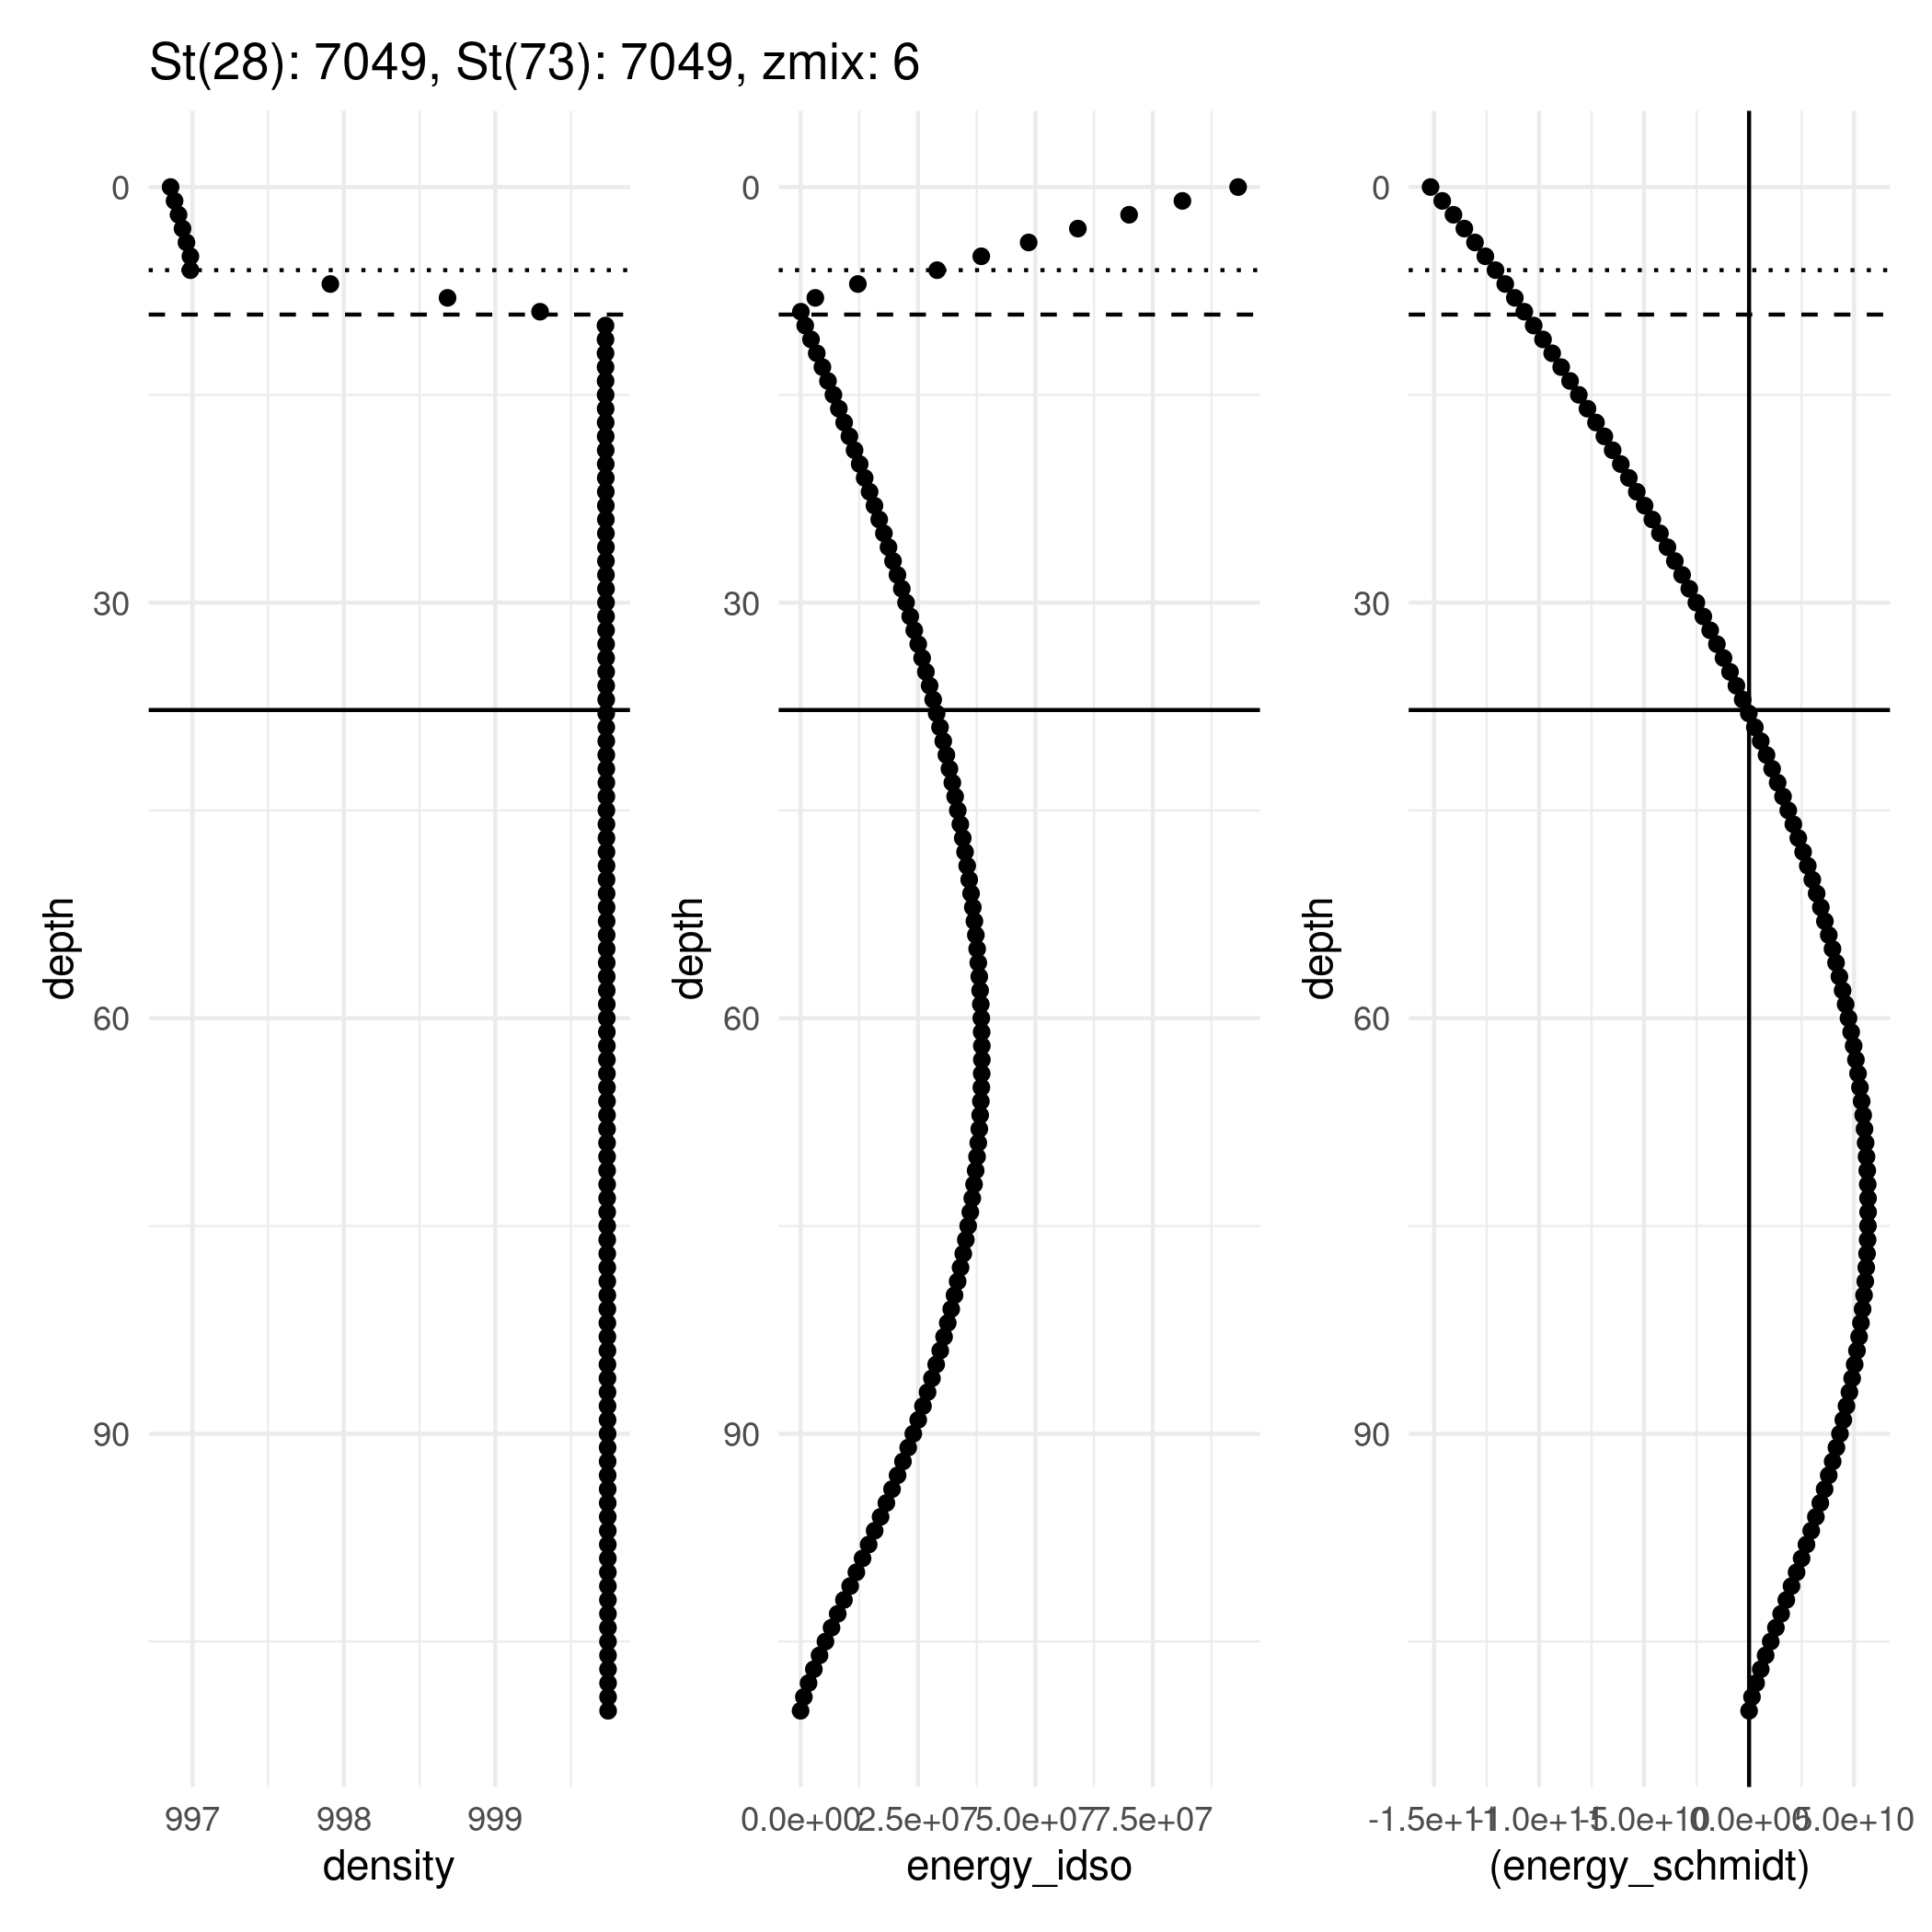 St(28): 7049, St(73): 7049, zmix: 6
0
30
60
90
depth
997 998 999
density
0
30
60
90
depth
0.0e+00 2.5e+07 5.0e+07 7.5e+07
energy_idso
0
30
60
90
depth
-1.5e+11 -1.0e+11 -5.0e+10 0.0e+00 5.0e+10
(energy_schmidt)